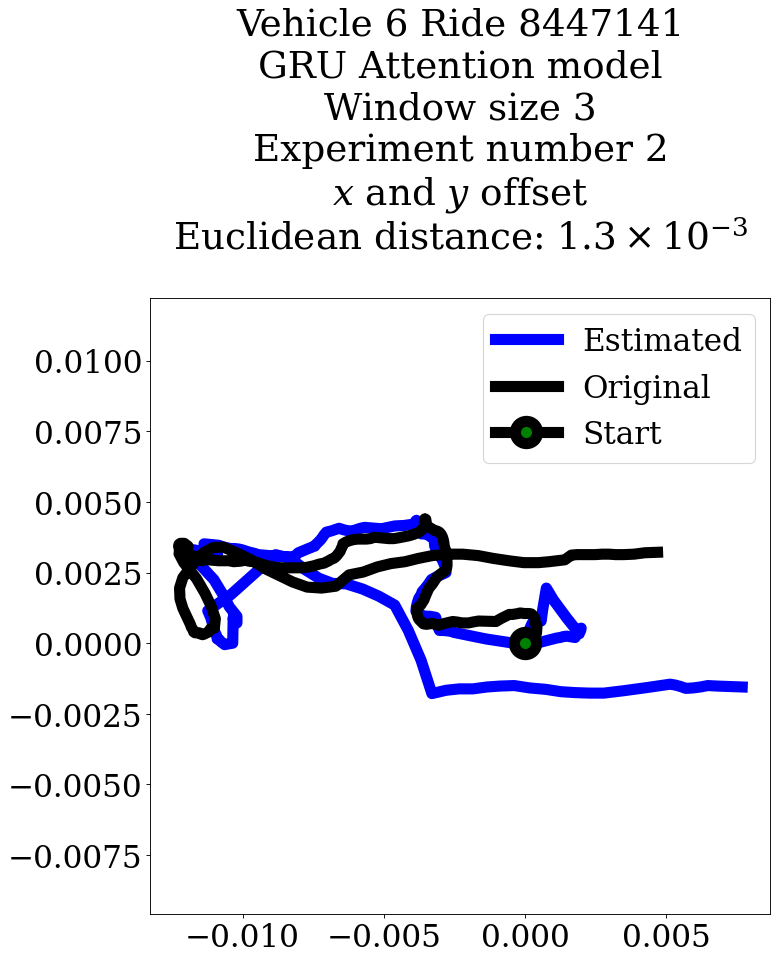 Vehicle 6 Ride 8447141
GRU Attention model
Window size 3
Experiment number 2
x and y offset
Euclidean distance: 1.3 × 10⁻³
Estimated
Original
Start
0.0100
0.0075
0.0050
0.0025
0.0000
−0.0025
−0.0050
−0.0075
−0.010 −0.005 0.000 0.005